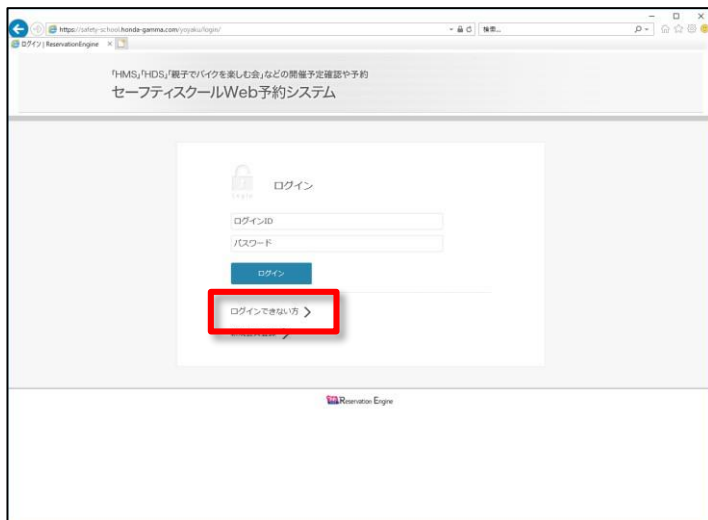 https://safety-school.honda-gamma.com/yoyaku/login/
検索...
ログイン | ReservationEngine
「HMS」「HDS」「親子でバイクを楽しむ会」などの開催予定確認や予約
セーフティスクールWeb予約システム
Login
ログイン
ログインID
パスワード
ログイン
ログインできない方
Reservation Engine